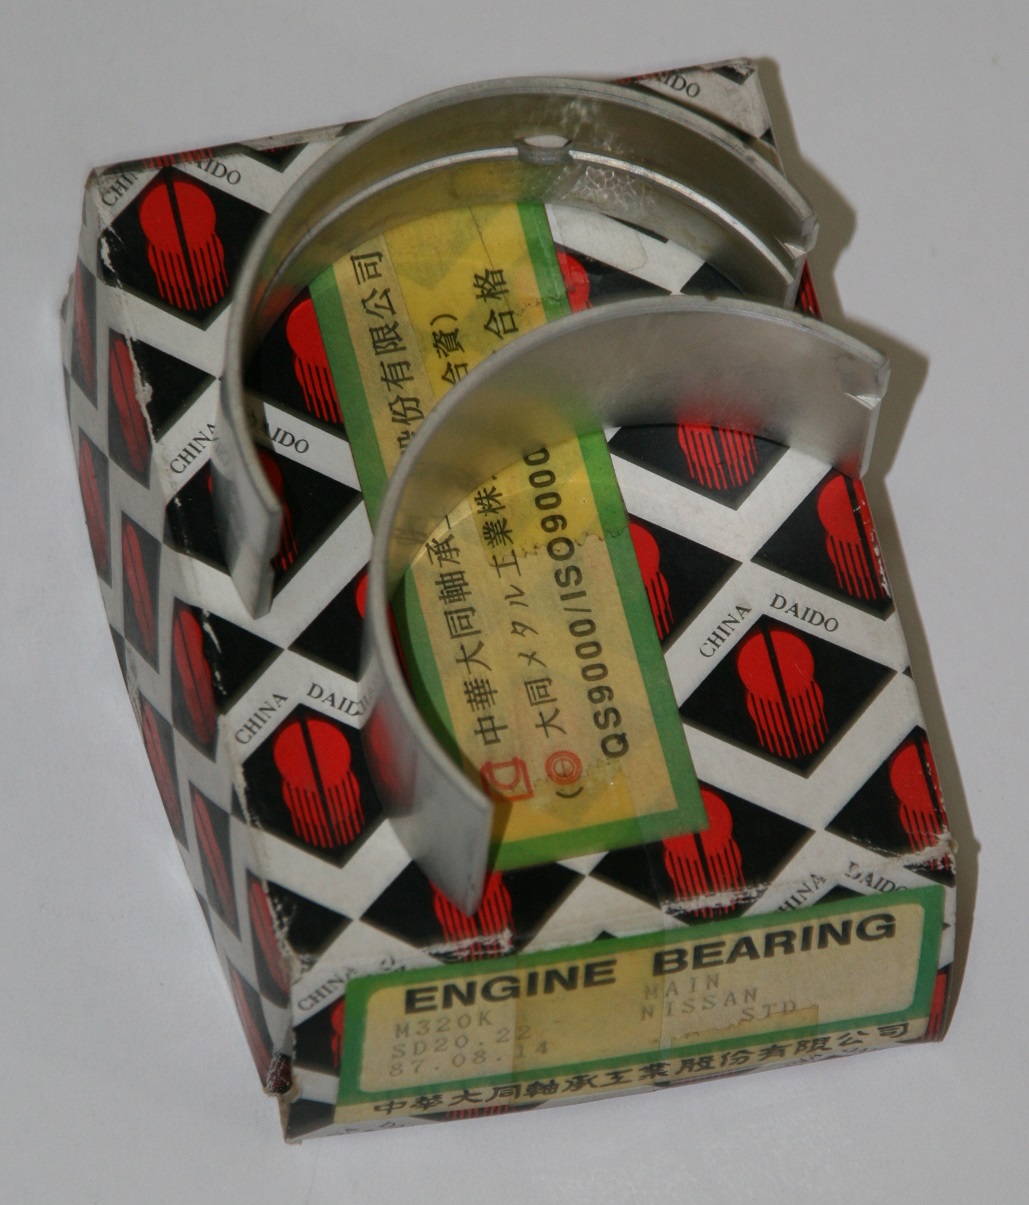 CHINA DAIDO
中華大同軸承
份有限公司
大同メタル工業株
合資)
QS9000/ISO9000
合格
CHINA DAIDO
CHINA DAIDO
CHINA DAIDO
ENGINE BEARING
M320K MAIN
SD20.22 NISSAN
87.08.14 STD
中華大同軸承工業股份有限公司